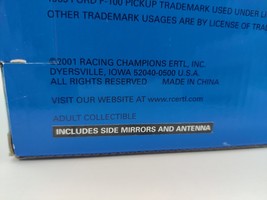 FORD F-100 PICKUP TRADEMARK USED UNDER
OTHER TRADEMARK USAGES ARE BY LICENSE OF
©2001 RACING CHAMPIONS ERTL, INC.
DYERSVILLE, IOWA 52040-0500 U.S.A.
ALL RIGHTS RESERVED MADE IN CHINA
VISIT OUR WEBSITE AT www.rcertl.com
ADULT COLLECTIBLE
INCLUDES SIDE MIRRORS AND ANTENNA